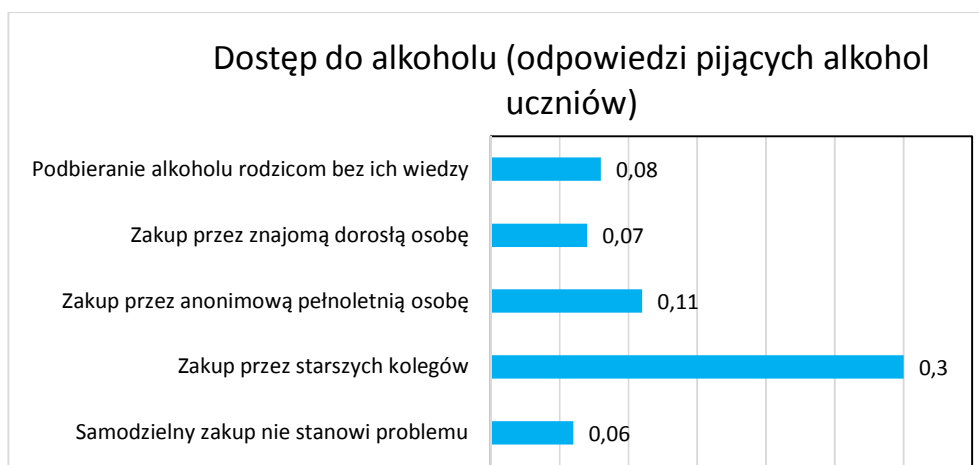 Dostęp do alkoholu (odpowiedzi pijących alkohol
uczniów)
Podbieranie alkoholu rodzicom bez ich wiedzy
0,08
Zakup przez znajomą dorosłą osobę
0,07
Zakup przez anonimową pełnoletnią osobę
0,11
Zakup przez starszych kolegów
0,3
Samodzielny zakup nie stanowi problemu
0,06